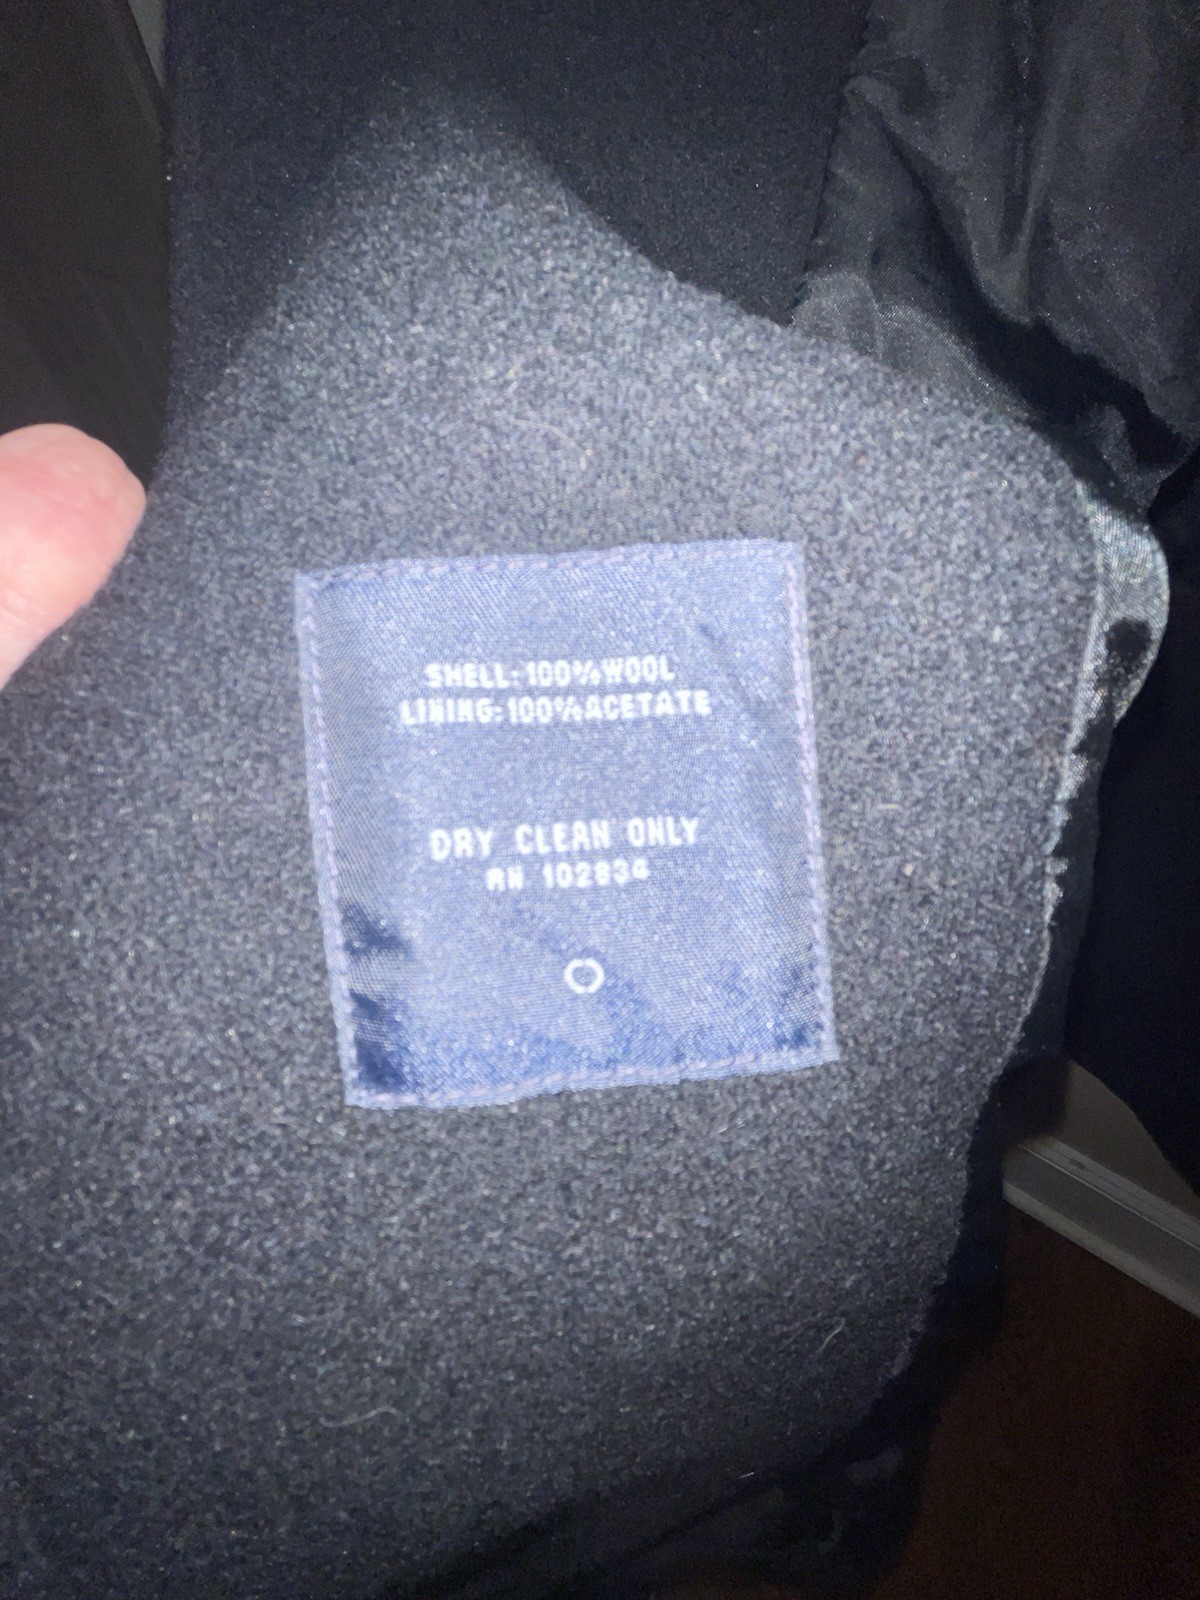 SHELL: 100% WOOL
LINING: 100% ACETATE
DRY CLEAN ONLY
RN 102834